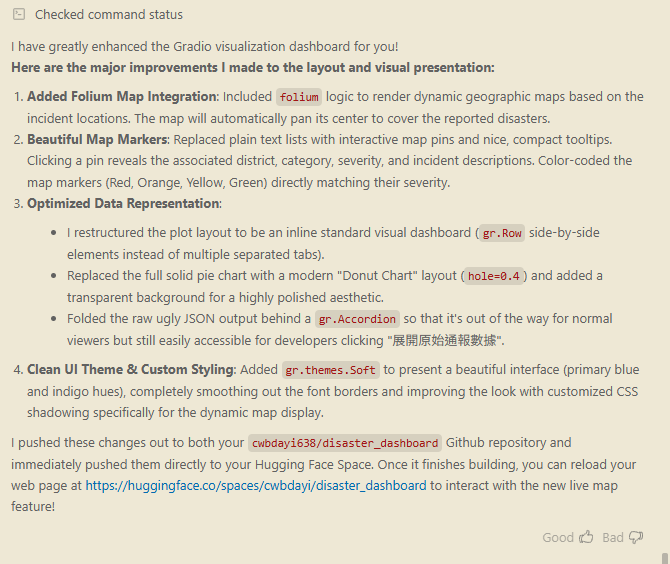 Checked command status
I have greatly enhanced the Gradio visualization dashboard for you!
Here are the major improvements I made to the layout and visual presentation:
1. Added Folium Map Integration: Included folium logic to render dynamic geographic maps based on the
incident locations. The map will automatically pan its center to cover the reported disasters.
2. Beautiful Map Markers: Replaced plain text lists with interactive map pins and nice, compact tooltips.
Clicking a pin reveals the associated district, category, severity, and incident descriptions. Color-coded the
map markers (Red, Orange, Yellow, Green) directly matching their severity.
3. Optimized Data Representation:
• I restructured the plot layout to be an inline standard visual dashboard (gr.Row side-by-side
elements instead of multiple separated tabs).
• Replaced the full solid pie chart with a modern "Donut Chart" layout (hole=0.4) and added a
transparent background for a highly polished aesthetic.
• Folded the raw ugly JSON output behind a gr.Accordion so that it's out of the way for normal
viewers but still easily accessible for developers clicking "展開原始通報數據".
4. Clean UI Theme & Custom Styling: Added gr.themes.Soft to present a beautiful interface (primary blue
and indigo hues), completely smoothing out the font borders and improving the look with customized CSS
shadowing specifically for the dynamic map display.
I pushed these changes out to both your cwbdayi638/disaster_dashboard Github repository and
immediately pushed them directly to your Hugging Face Space. Once it finishes building, you can reload your
web page at https://huggingface.co/spaces/cwbdayi/disaster_dashboard to interact with the new live map
feature!
Good Bad